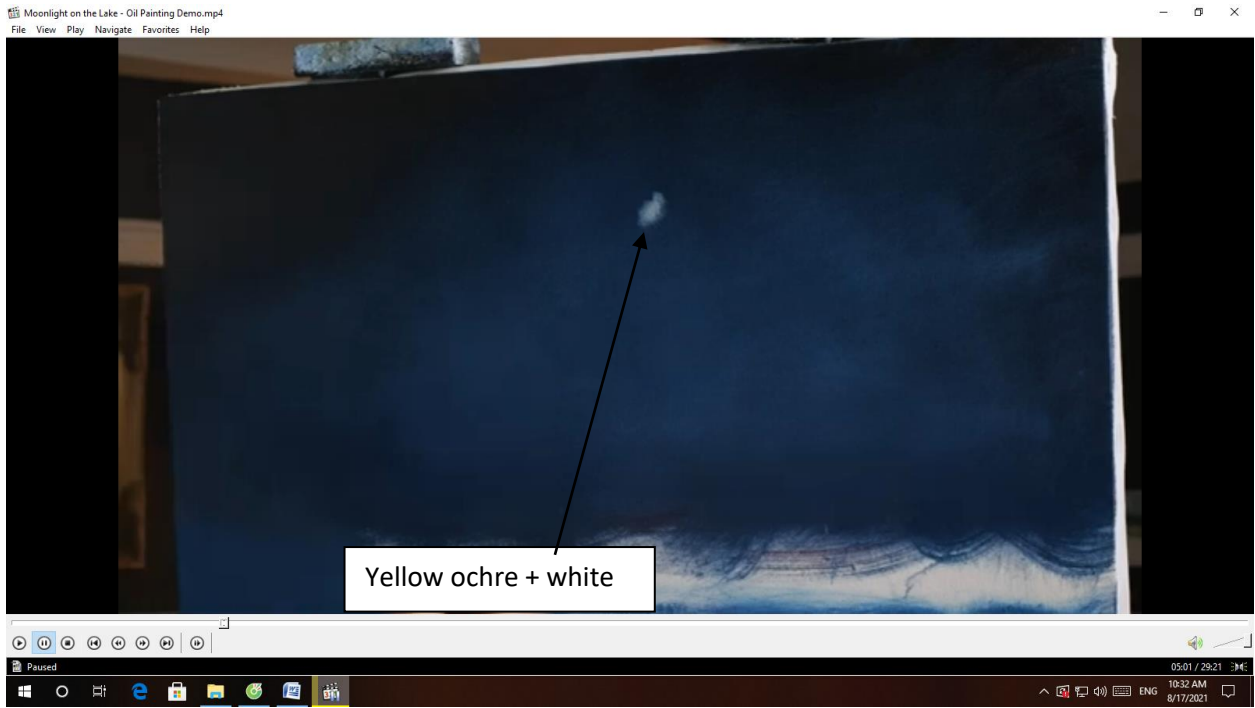 Moonlight on the Lake - Oil Painting Demo.mp4
File View Play Navigate Favorites Help
Yellow ochre + white
Paused
05:01 / 29:21
10:32 AM
ENG
8/17/2021